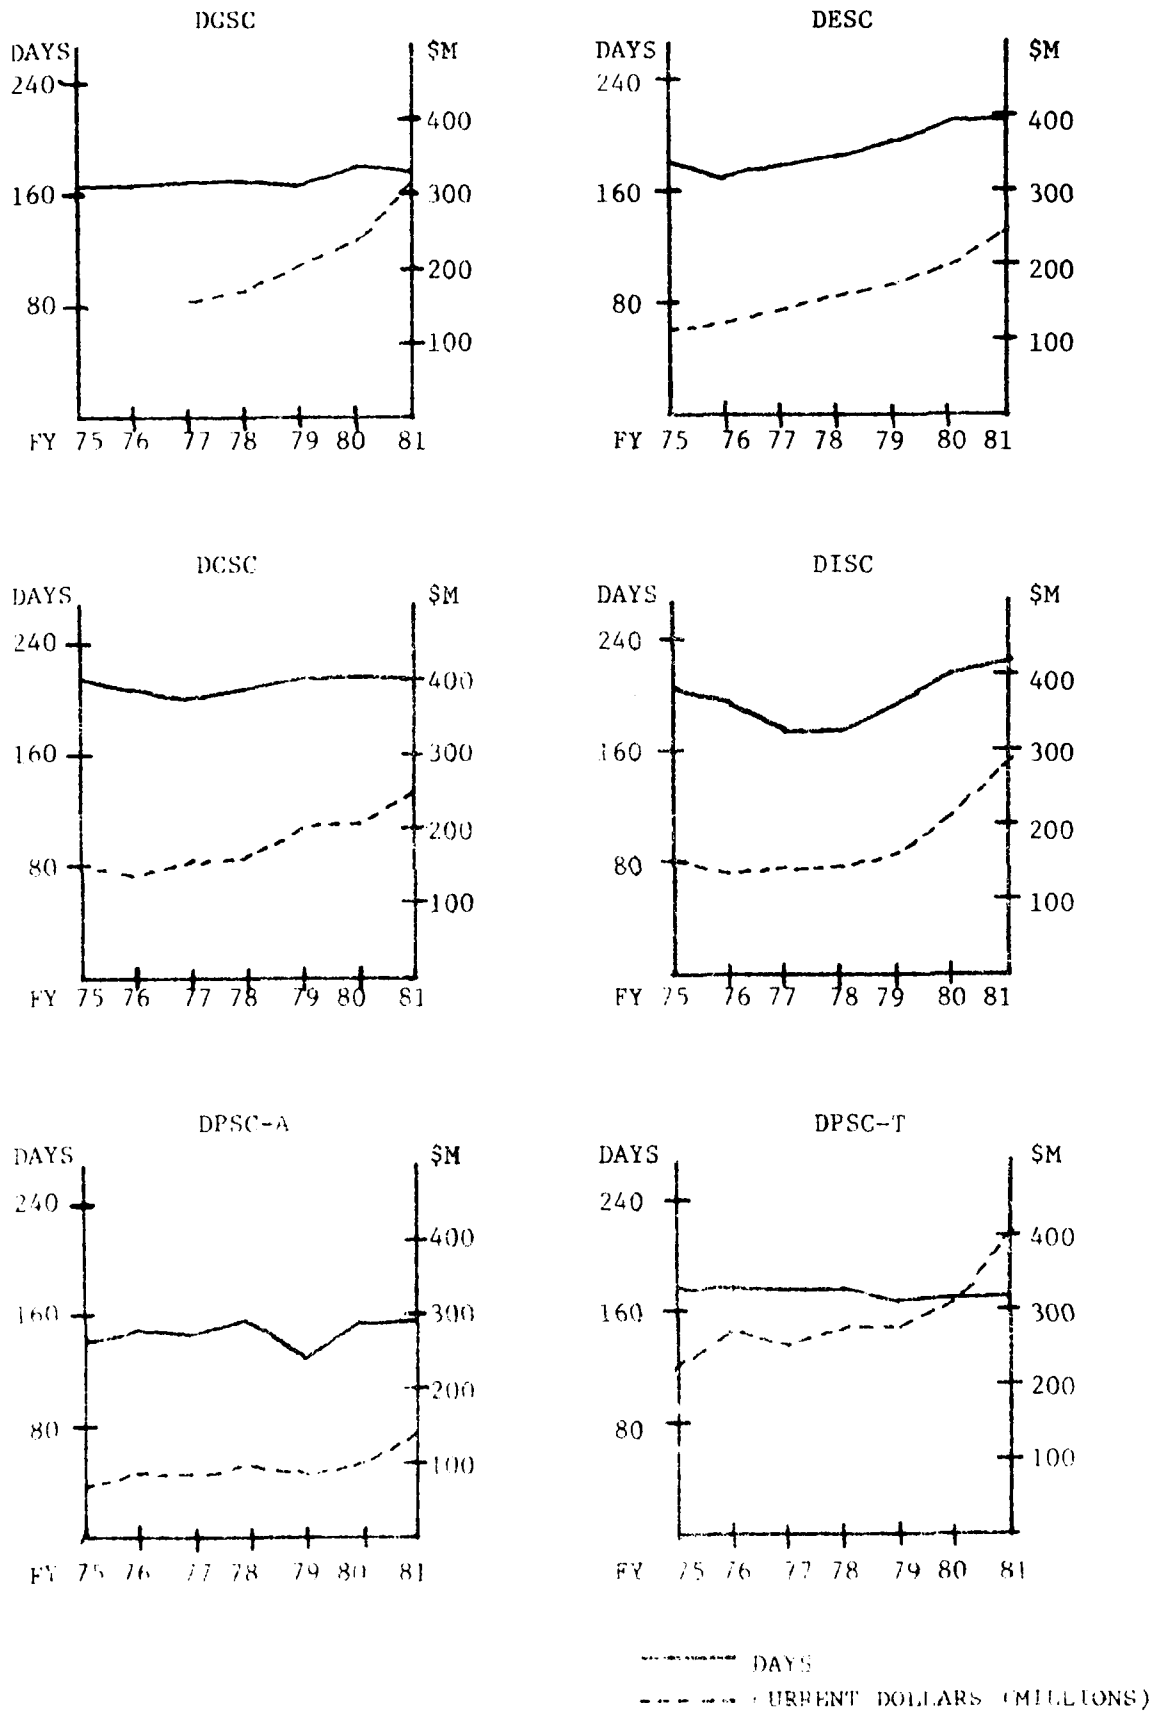 DGSC DESC
DAYS $M DAYS $M
240 240
400 400
160 300 160 300
200 200
80 80
100 100
FY 75 76 77 78 79 80 81 FY 75 76 77 78 79 80 81
DCSC DISC
DAYS $M DAYS $M
240 240
400 400
160 300 160 300
200 200
80 80
100 100
FY 75 76 77 78 79 80 81 FY 75 76 77 78 79 80 81
DPSC-A DPSC-T
DAYS $M DAYS $M
240 240
400 400
160 300 160 300
200 200
80 80
100 100
FY 75 76 77 78 79 80 81 FY 75 76 77 78 79 80 81
DAYS
CURRENT DOLLARS (MILLIONS)